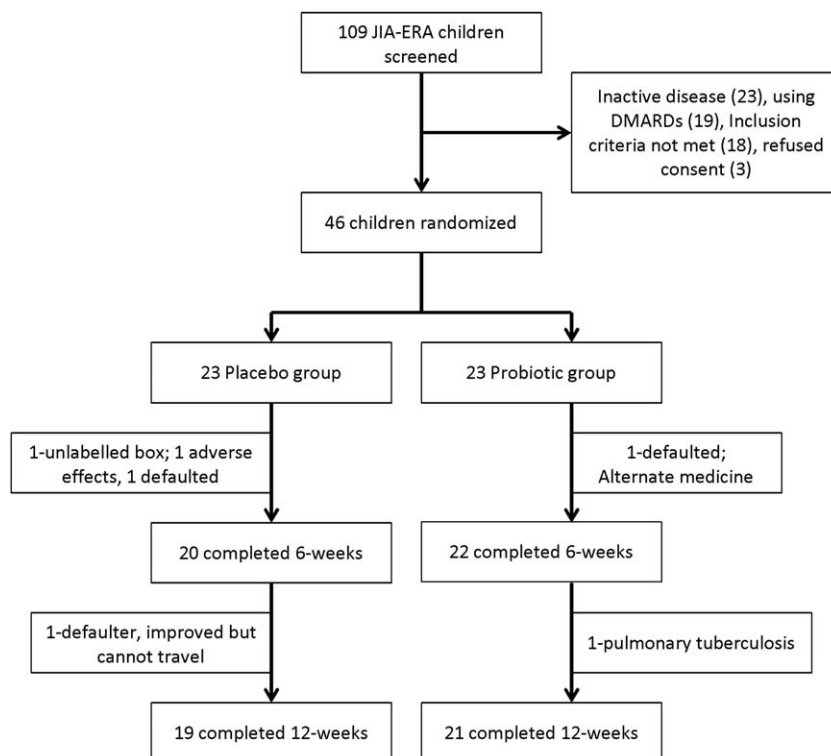 109 JIA-ERA children
screened
Inactive disease (23), using
DMARDs (19), Inclusion
criteria not met (18), refused
consent (3)
46 children randomized
23 Placebo group
23 Probiotic group
1-unlabelled box; 1 adverse
effects, 1 defaulted
1-defaulted;
Alternate medicine
20 completed 6-weeks
22 completed 6-weeks
1-defaulter, improved but
cannot travel
1-pulmonary tuberculosis
19 completed 12-weeks
21 completed 12-weeks